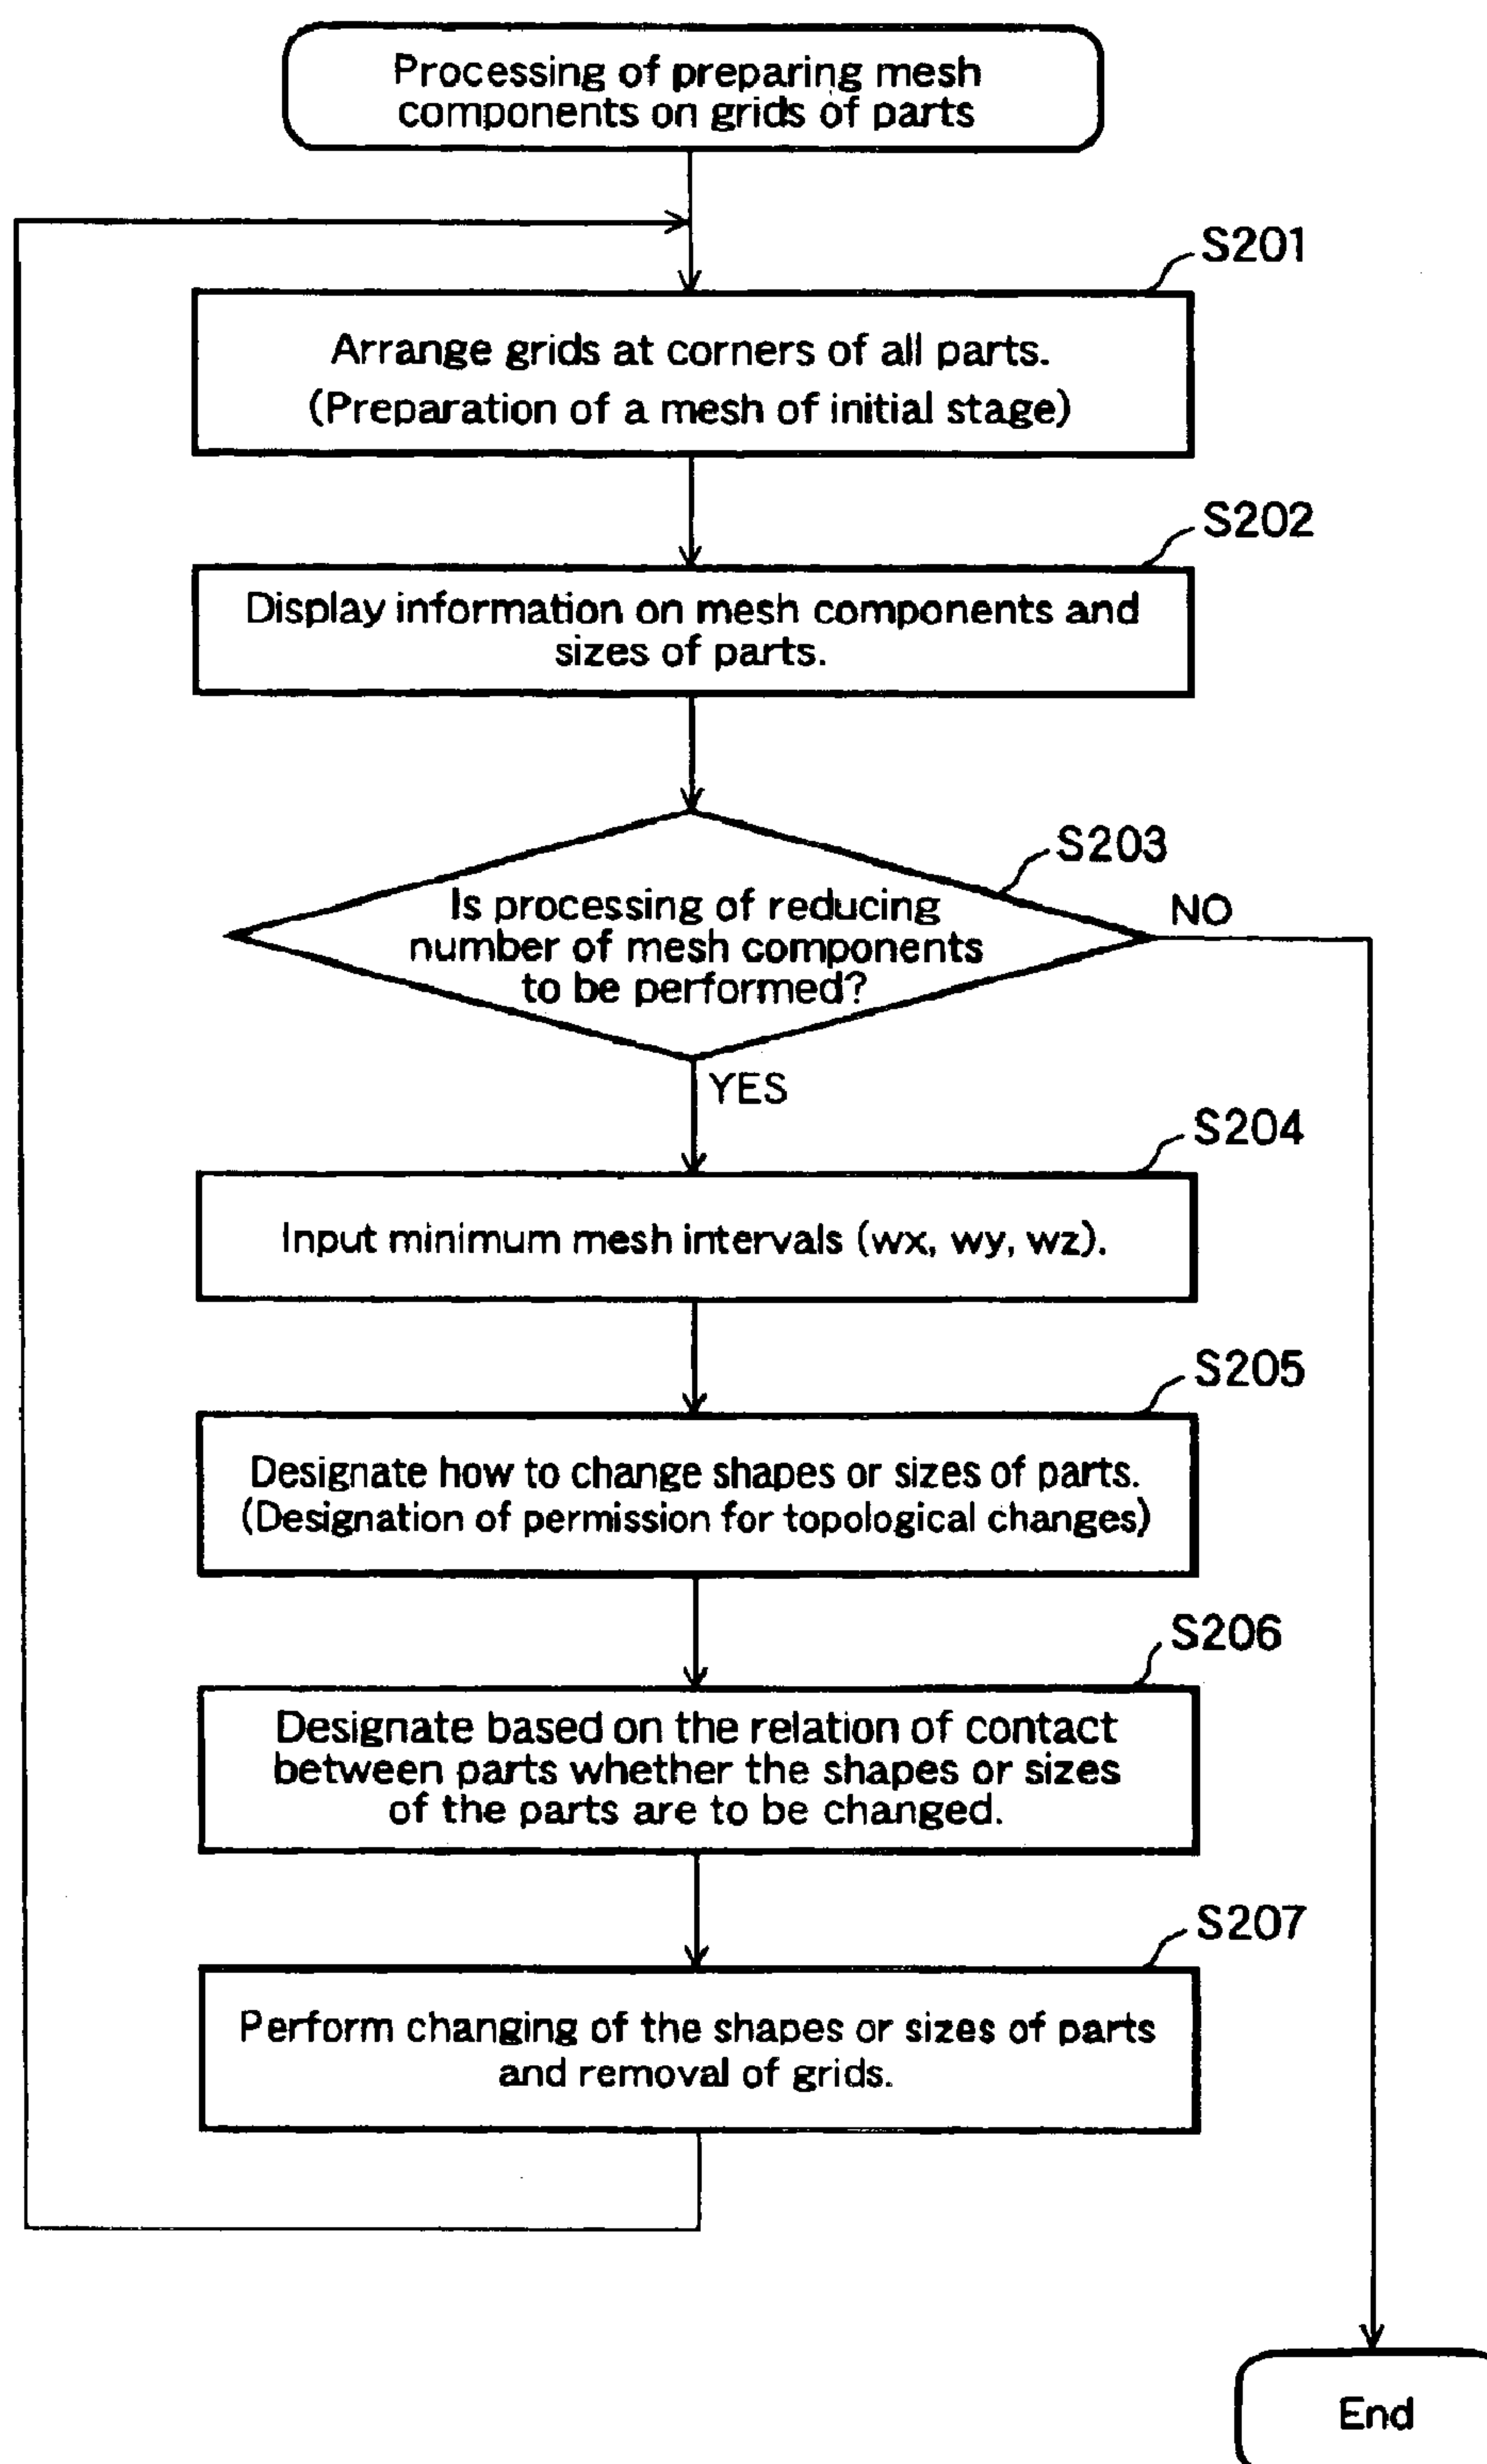 Processing of preparing mesh
components on grids of parts
S201
Arrange grids at corners of all parts.
(Preparation of a mesh of initial stage)
S202
Display information on mesh components and
sizes of parts.
S203
Is processing of reducing
number of mesh components
to be performed?
NO
YES
S204
Input minimum mesh intervals (wx, wy, wz).
S205
Designate how to change shapes or sizes of parts.
(Designation of permission for topological changes)
S206
Designate based on the relation of contact
between parts whether the shapes or sizes
of the parts are to be changed.
S207
Perform changing of the shapes or sizes of parts
and removal of grids.
End